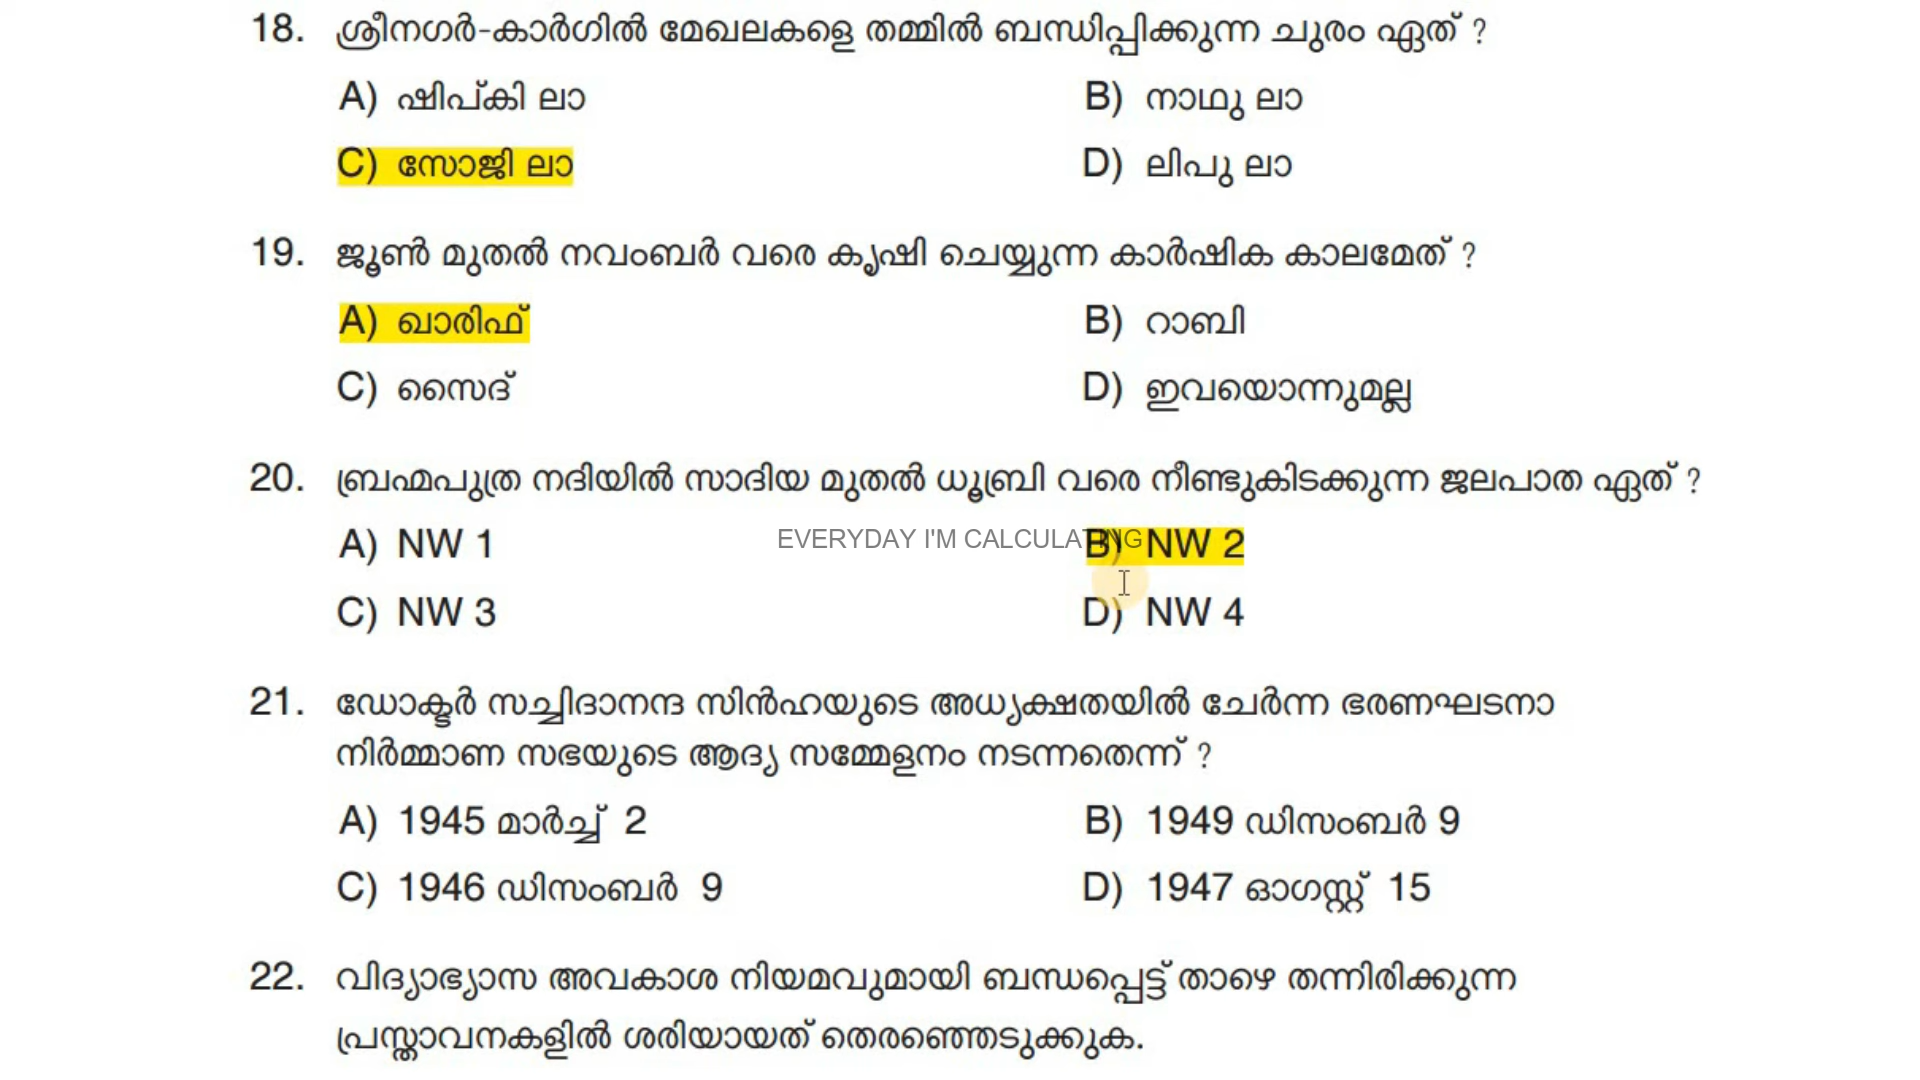 18. ശ്രീനഗർ-കാർഗിൽ മേഖലകളെ തമ്മിൽ ബന്ധിപ്പിക്കുന്ന ചുരം ഏത് ?
A) ഷിപ്കി ലാ B) നാഥു ലാ
C) സോജി ലാ D) ലിപു ലാ
19. ജൂൺ മുതൽ നവംബർ വരെ കൃഷി ചെയ്യുന്ന കാർഷിക കാലമേത് ?
A) ഖാരിഫ് B) റാബി
C) സൈദ് D) ഇവയൊന്നുമല്ല
20. ബ്രഹ്മപുത്ര നദിയിൽ സാദിയ മുതൽ ധൂബ്രി വരെ നീണ്ടുകിടക്കുന്ന ജലപാത ഏത് ?
A) NW 1 EVERYDAY I'M CALCULATING B) NW 2
C) NW 3 D) NW 4
21. ഡോക്ടർ സച്ചിദാനന്ദ സിൻഹയുടെ അധ്യക്ഷതയിൽ ചേർന്ന ഭരണഘടനാ
നിർമ്മാണ സഭയുടെ ആദ്യ സമ്മേളനം നടന്നതെന്ന് ?
A) 1945 മാർച്ച് 2 B) 1949 ഡിസംബർ 9
C) 1946 ഡിസംബർ 9 D) 1947 ഓഗസ്റ്റ് 15
22. വിദ്യാഭ്യാസ അവകാശ നിയമവുമായി ബന്ധപ്പെട്ട് താഴെ തന്നിരിക്കുന്ന
പ്രസ്താവനകളിൽ ശരിയായത് തെരഞ്ഞെടുക്കുക.